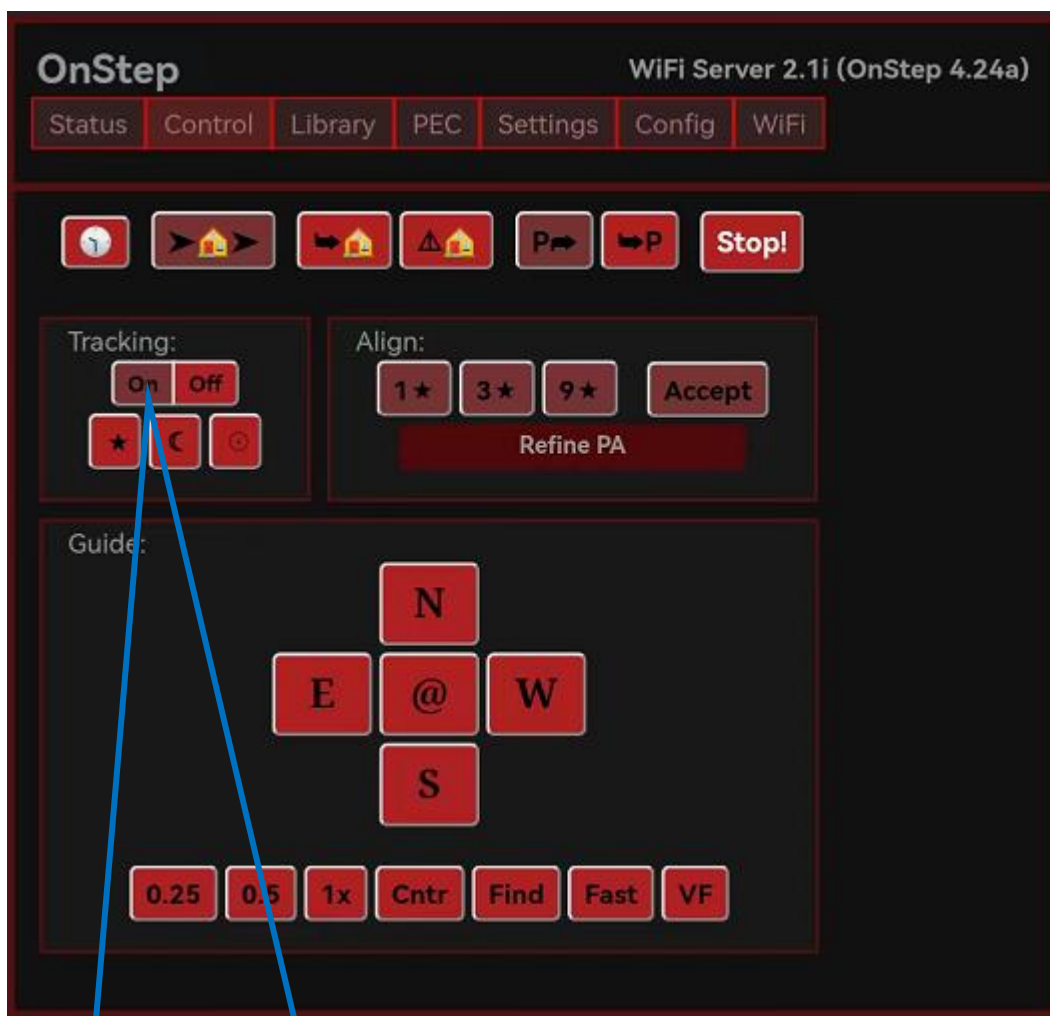 OnStep
WiFi Server 2.1i (OnStep 4.24a)
Status Control Library PEC Settings Config WiFi
P P Stop!
Tracking:
On Off
Align:
1★ 3★ 9★ Accept
Refine PA
Guide:
N
E @ W
S
0.25 0.5 1x Cntr Find Fast VF